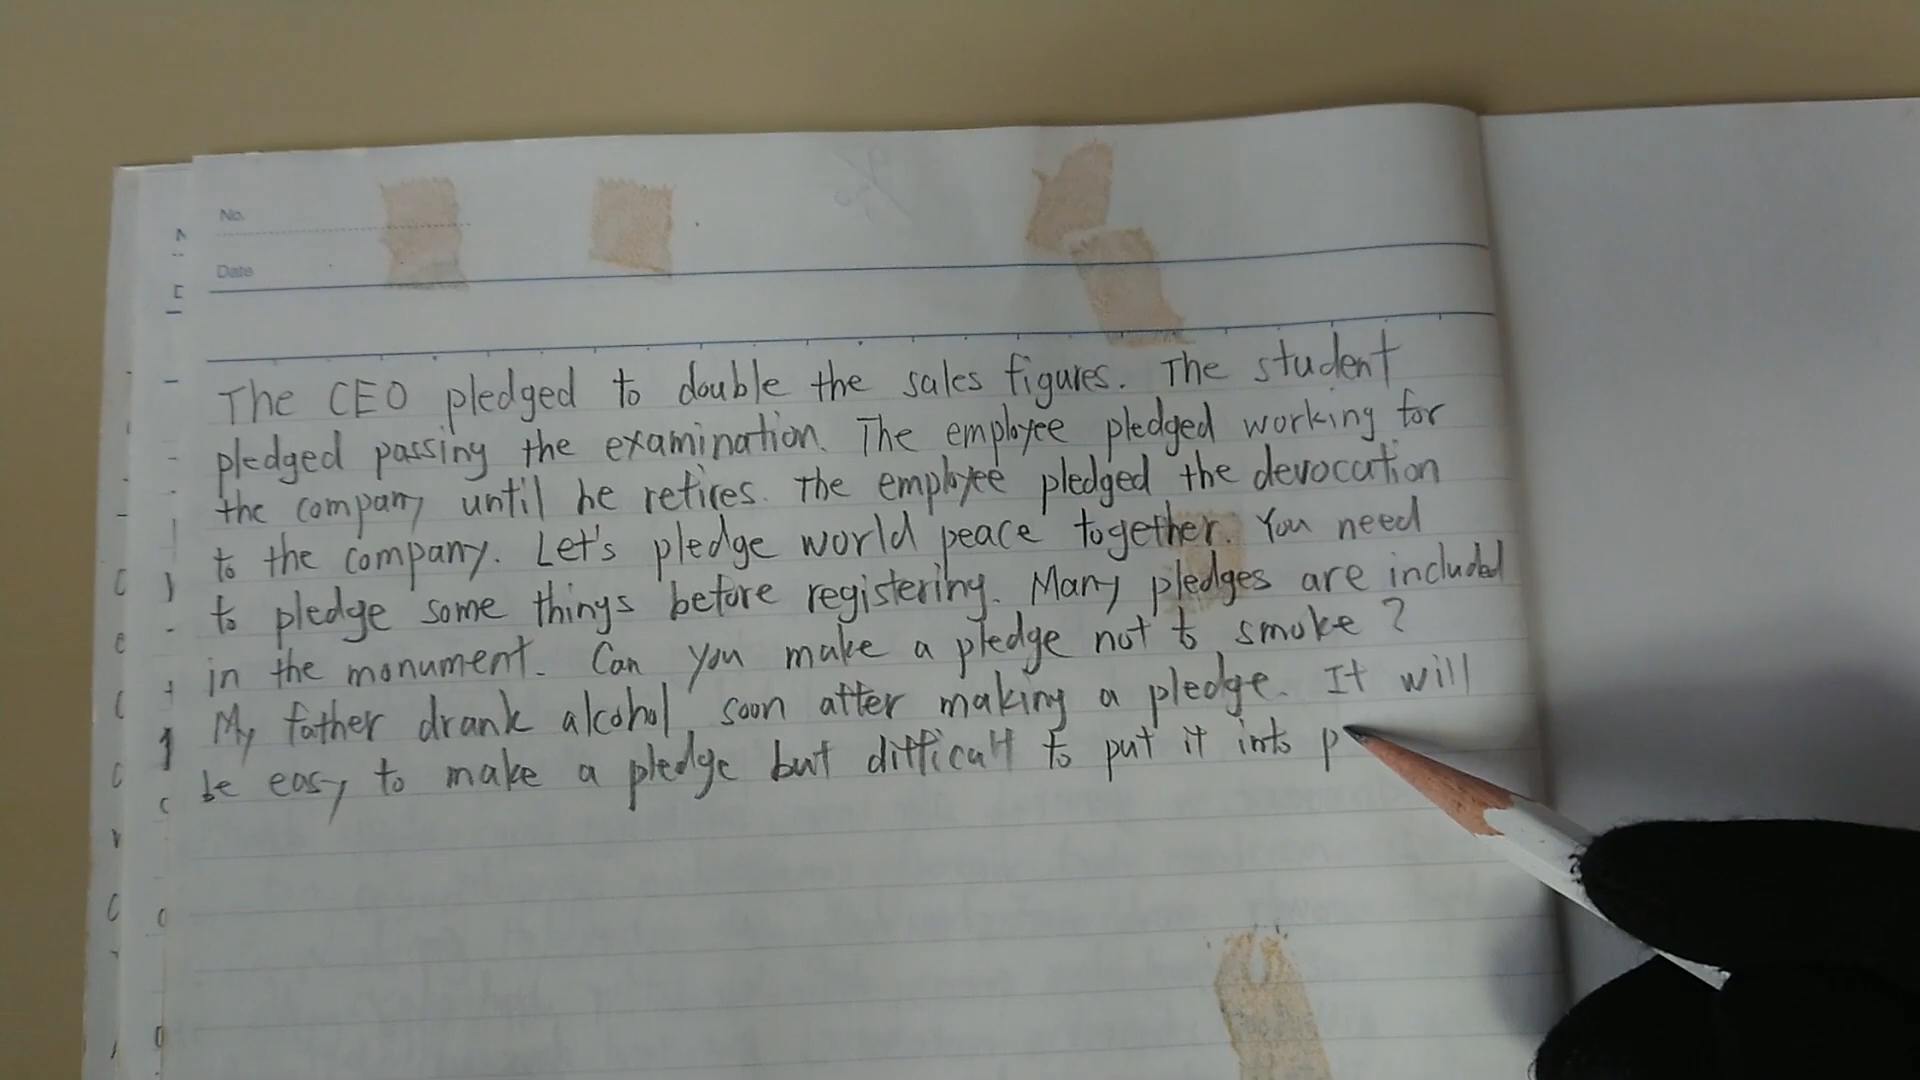 No.
Date
The CEO pledged to double the sales figures. The student
pledged passing the examination. The employee pledged working for
the company until he retires. The employee pledged the devocation
to the company. Let's pledge world peace together. You need
to pledge some things before registering. Many pledges are included
in the monument. Can you make a pledge not to smoke?
My father drank alcohol soon after making a pledge. It will
be easy to make a pledge but difficult to put it into p